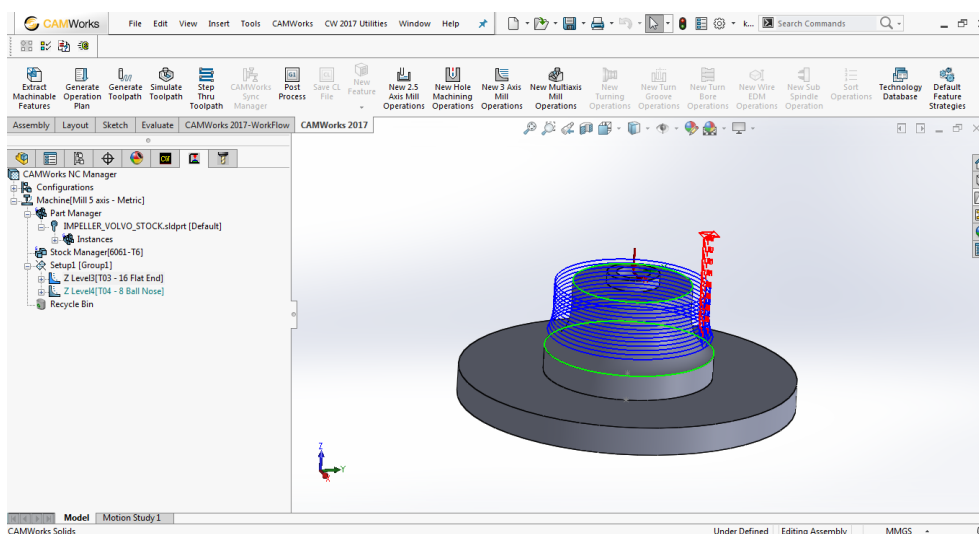 CAMWorks File Edit View Insert Tools CAMWorks CW 2017 Utilities Window Help k... Search Commands
Extract Machinable Features
Generate Operation Plan
Generate Toolpath
Simulate Toolpath
Step Thru Toolpath
CAMWorks Sync Manager
G1 Post Process
Save CL File
New Feature
New 2.5 Axis Mill Operations
New Hole Machining Operations
New 3 Axis Mill Operations
New Multiaxis Mill Operations
New Turning Operations
New Turn Groove Operations
New Turn Bore Operations
New Wire EDM Operations
New Sub Spindle Operation
Sort Operations
Technology Database
Default Feature Strategies
Assembly Layout Sketch Evaluate CAMWorks 2017-WorkFlow CAMWorks 2017
CAMWorks NC Manager
Configurations
Machine[Mill 5 axis - Metric]
Part Manager
IMPELLER_VOLVO_STOCK.sldprt [Default]
Instances
Stock Manager[6061-T6]
Setup1 [Group1]
Z Level3[T03 - 16 Flat End]
Z Level4[T04 - 8 Ball Nose]
Recycle Bin
Z
Y
X
Model Motion Study 1
CAMWorks Solids Under Defined Editing Assembly MMGS